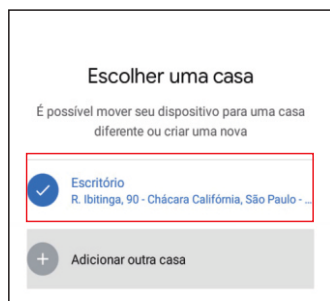 Escolher uma casa
É possível mover seu dispositivo para uma casa
diferente ou criar uma nova
Escritório
R. Ibitinga, 90 - Chácara Califórnia, São Paulo - ...
Adicionar outra casa